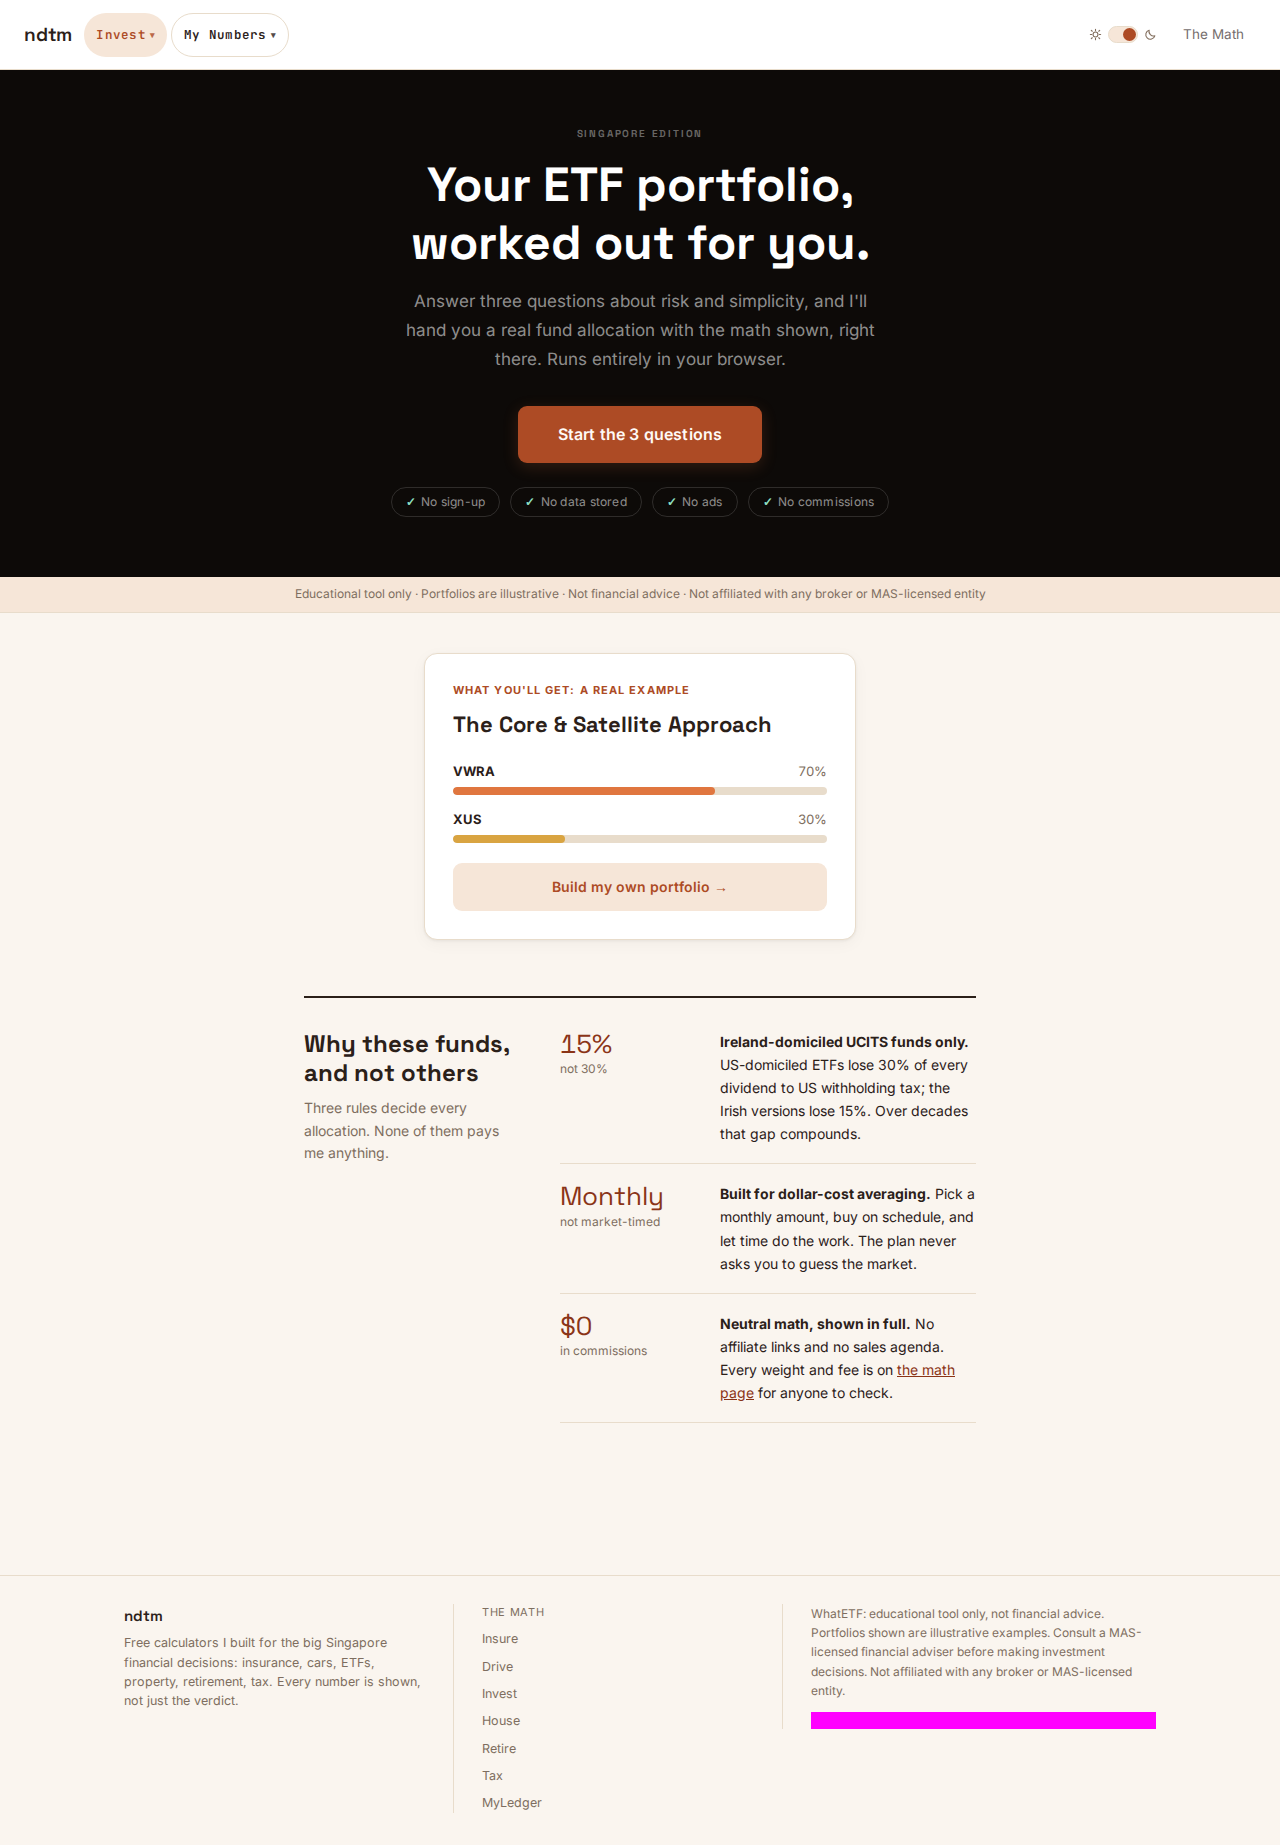 ndtm
Invest ▾
My Numbers ▾
The Math
SINGAPORE EDITION
Your ETF portfolio,
worked out for you.
Answer three questions about risk and simplicity, and I'll
hand you a real fund allocation with the math shown, right
there. Runs entirely in your browser.
Start the 3 questions
✓ No sign-up
✓ No data stored
✓ No ads
✓ No commissions
Educational tool only · Portfolios are illustrative · Not financial advice · Not affiliated with any broker or MAS-licensed entity
WHAT YOU'LL GET: A REAL EXAMPLE
The Core & Satellite Approach
VWRA 70%
XUS 30%
Build my own portfolio →
Why these funds,
and not others
Three rules decide every
allocation. None of them pays
me anything.
15%
not 30%
Ireland-domiciled UCITS funds only.
US-domiciled ETFs lose 30% of every
dividend to US withholding tax; the
Irish versions lose 15%. Over decades
that gap compounds.
Monthly
not market-timed
Built for dollar-cost averaging. Pick a
monthly amount, buy on schedule, and
let time do the work. The plan never
asks you to guess the market.
$0
in commissions
Neutral math, shown in full. No
affiliate links and no sales agenda.
Every weight and fee is on the math
page for anyone to check.
ndtm
Free calculators I built for the big Singapore
financial decisions: insurance, cars, ETFs,
property, retirement, tax. Every number is shown,
not just the verdict.
THE MATH
Insure
Drive
Invest
House
Retire
Tax
MyLedger
WhatETF: educational tool only, not financial advice.
Portfolios shown are illustrative examples. Consult a MAS-
licensed financial adviser before making investment
decisions. Not affiliated with any broker or MAS-licensed
entity.